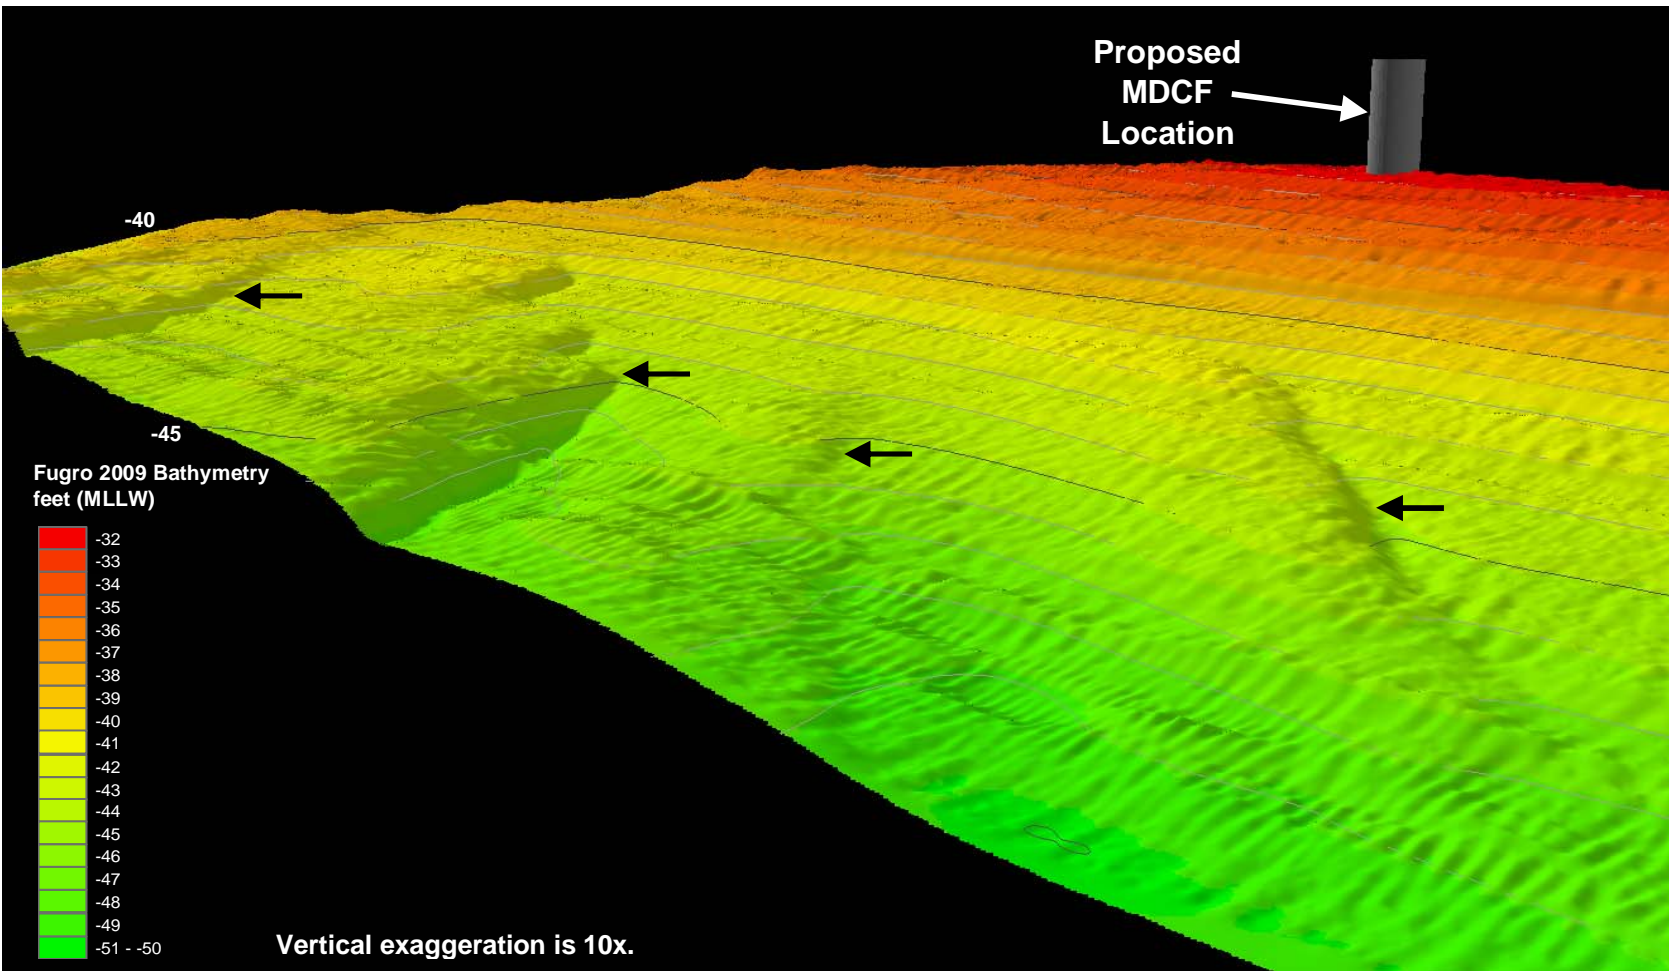 Proposed
MDCF
Location
-40
-45
Fugro 2009 Bathymetry
feet (MLLW)
-32
-33
-34
-35
-36
-37
-38
-39
-40
-41
-42
-43
-44
-45
-46
-47
-48
-49
-51 - -50
Vertical exaggeration is 10x.